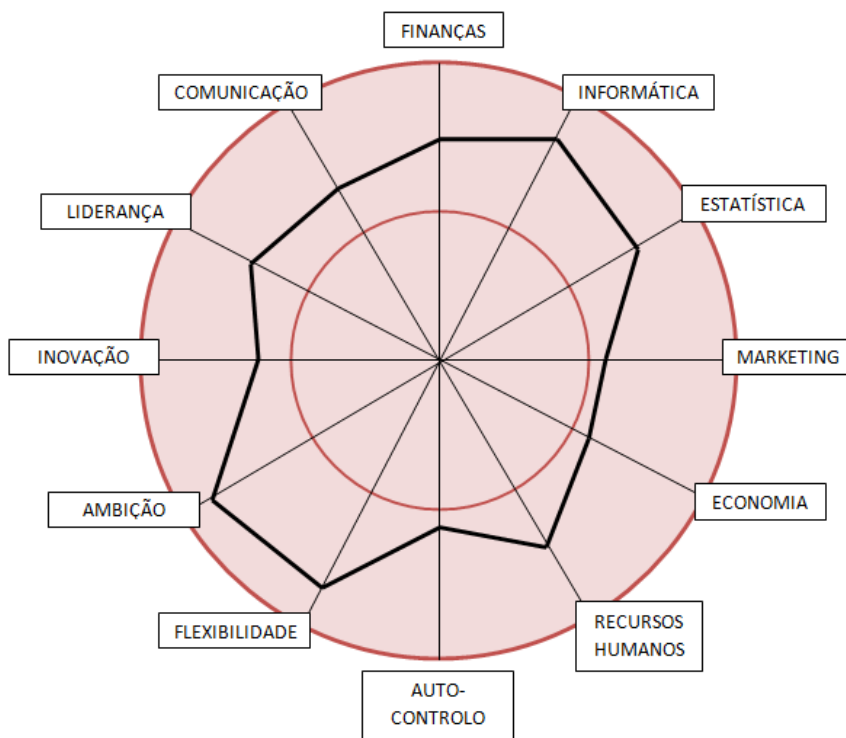 FINANÇAS
COMUNICAÇÃO
INFORMÁTICA
LIDERANÇA
ESTATÍSTICA
INOVAÇÃO
MARKETING
AMBIÇÃO
ECONOMIA
FLEXIBILIDADE
RECURSOS
HUMANOS
AUTO-
CONTROLO